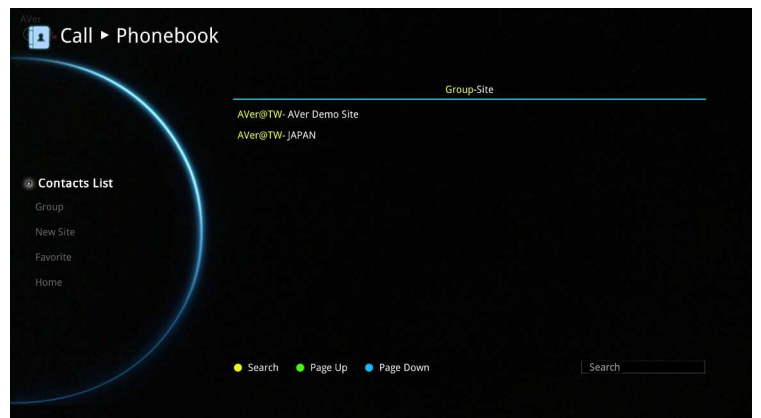 AVer
Call ▸ Phonebook
Group-Site
AVer@TW- AVer Demo Site
AVer@TW- JAPAN
Contacts List
Group
New Site
Favorite
Home
Search Page Up Page Down Search